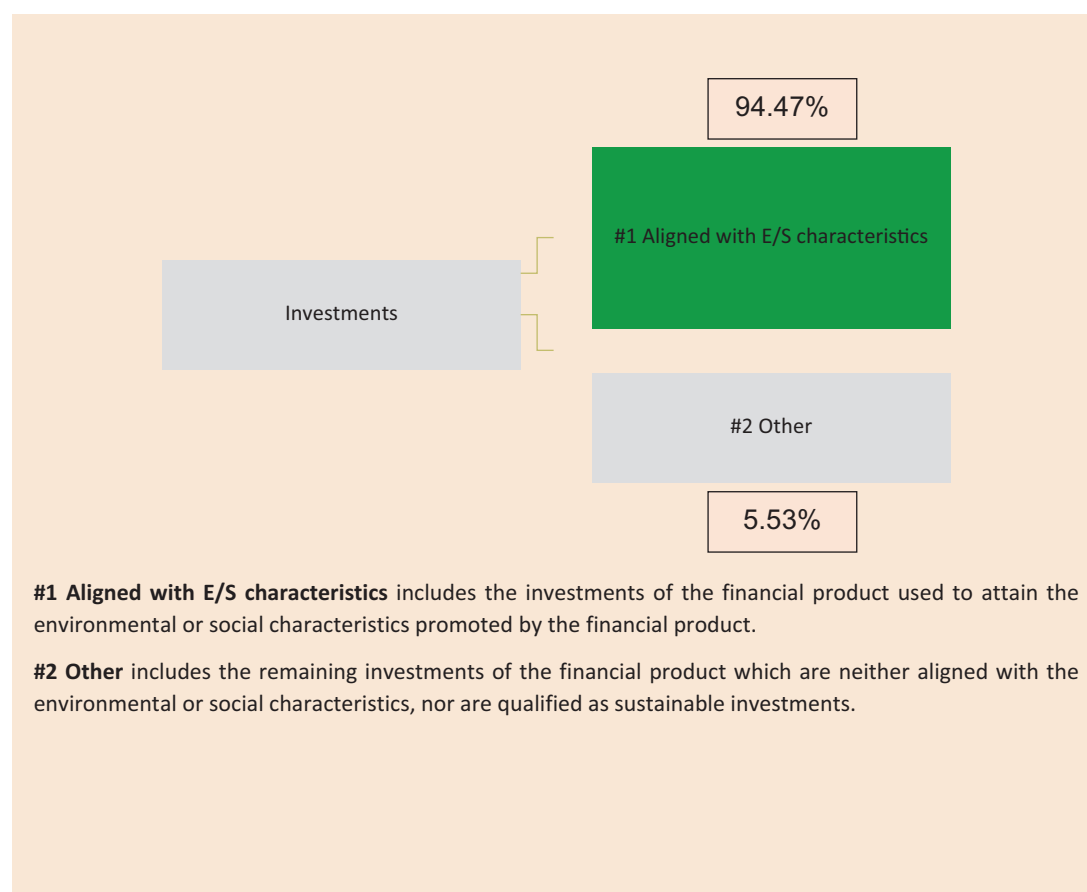 94.47%
#1 Aligned with E/S characteristics
Investments
#2 Other
5.53%
#1 Aligned with E/S characteristics includes the investments of the financial product used to attain the
environmental or social characteristics promoted by the financial product.
#2 Other includes the remaining investments of the financial product which are neither aligned with the
environmental or social characteristics, nor are qualified as sustainable investments.